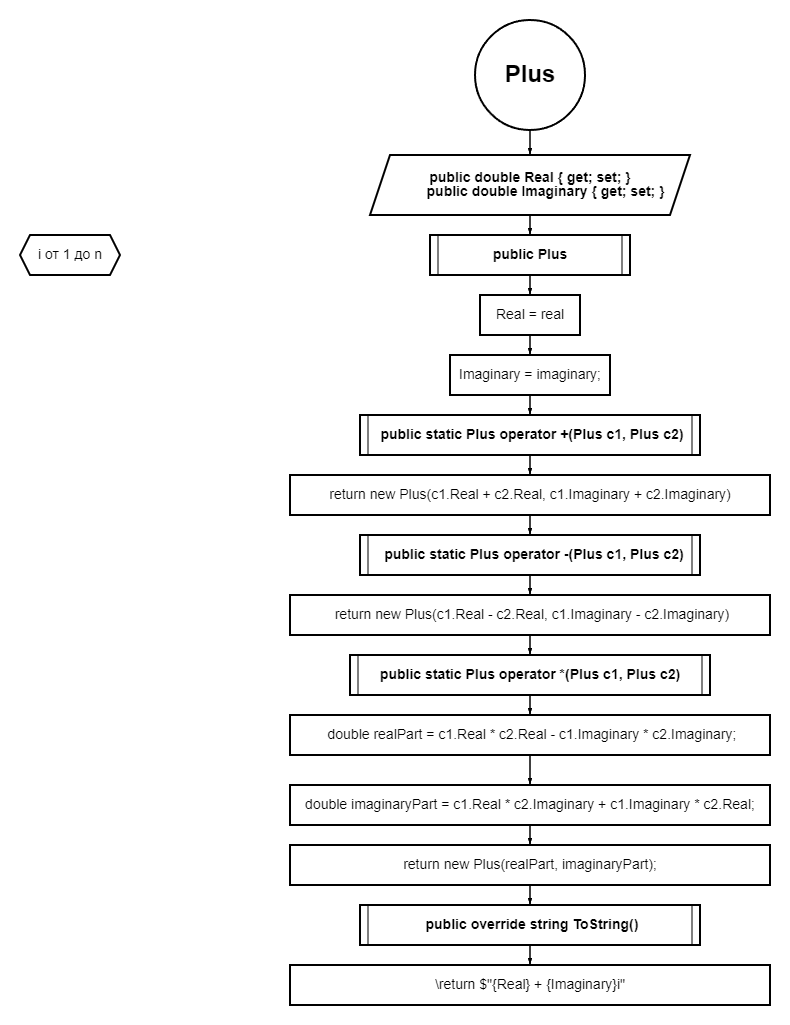 Plus
public double Real { get; set; }
public double Imaginary { get; set; }
i от 1 до n
public Plus
Real = real
Imaginary = imaginary;
public static Plus operator +(Plus c1, Plus c2)
return new Plus(c1.Real + c2.Real, c1.Imaginary + c2.Imaginary)
public static Plus operator -(Plus c1, Plus c2)
return new Plus(c1.Real - c2.Real, c1.Imaginary - c2.Imaginary)
public static Plus operator *(Plus c1, Plus c2)
double realPart = c1.Real * c2.Real - c1.Imaginary * c2.Imaginary;
double imaginaryPart = c1.Real * c2.Imaginary + c1.Imaginary * c2.Real;
return new Plus(realPart, imaginaryPart);
public override string ToString()
\return $"{Real} + {Imaginary}i"